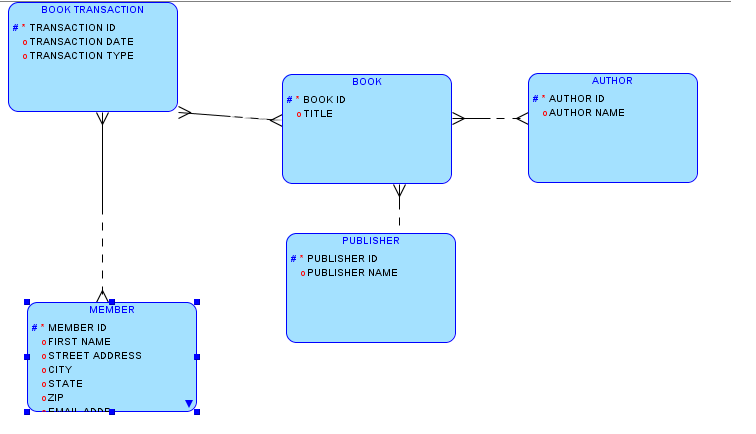 BOOK TRANSACTION
# * TRANSACTION ID
o TRANSACTION DATE
o TRANSACTION TYPE
BOOK
# * BOOK ID
o TITLE
AUTHOR
# * AUTHOR ID
o AUTHOR NAME
PUBLISHER
# * PUBLISHER ID
o PUBLISHER NAME
MEMBER
# * MEMBER ID
o FIRST NAME
o STREET ADDRESS
o CITY
o STATE
o ZIP
o EMAIL ADDR